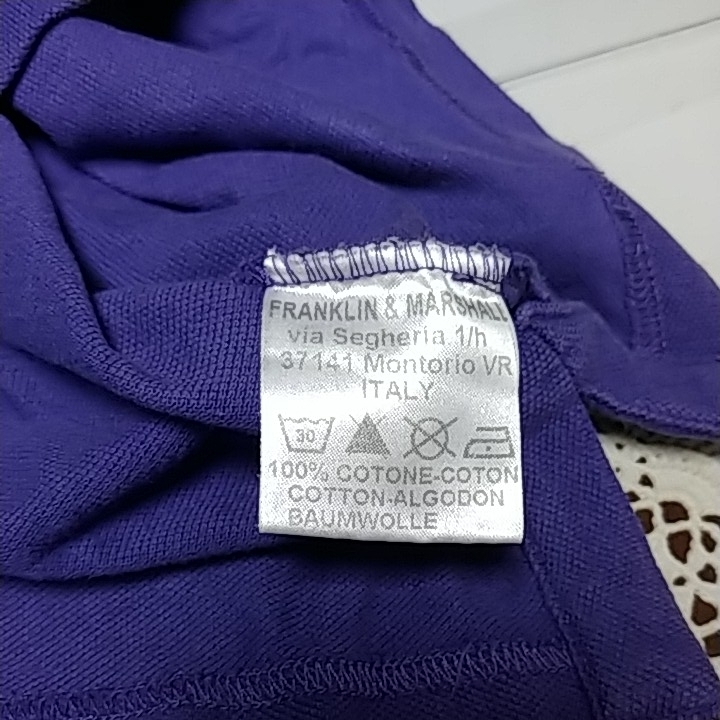 FRANKLIN & MARSHALL
via Segheria 1/h
37141 Montorio VR
ITALY
30
100% COTONE-COTON
COTTON-ALGODON
BAUMWOLLE